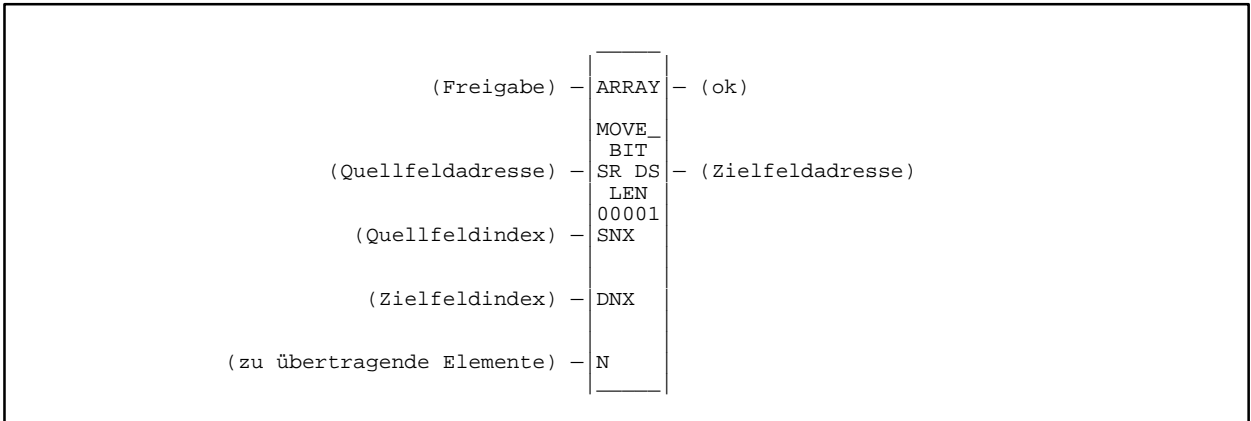 (Freigabe) ARRAY (ok)
MOVE_
BIT
(Quellfeldadresse) SR DS (Zielfeldadresse)
LEN
00001
(Quellfeldindex) SNX
(Zielfeldindex) DNX
(zu übertragende Elemente) N